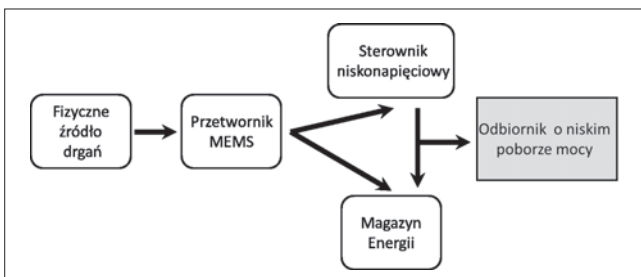 Fizyczne
źródło
drgań
Przetwornik
MEMS
Sterownik
niskonapięciowy
Magazyn
Energii
Odbiornik o niskim
poborze mocy